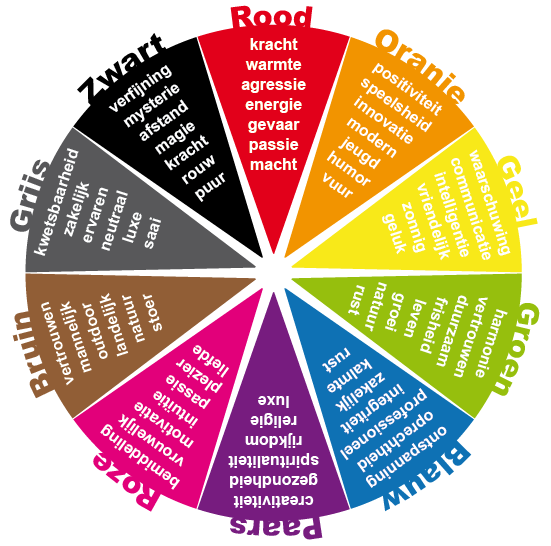 Rood
kracht
warmte
agressie
energie
gevaar
passie
macht
Oranje
positiviteit
speelsheid
innovatie
modern
jeugd
humor
vuur
Geel
waarschuwing
communicatie
intelligentie
vriendelijk
zonnig
geluk
Groen
harmonie
vertrouwen
duurzaam
frisheid
leven
groei
natuur
rust
Blauw
ontspanning
oprechtheid
professioneel
integriteit
zakelijk
kalmte
rust
Paars
creativiteit
gezondheid
spiritualiteit
rijkdom
religie
luxe
Roze
bemiddeling
vrouwelijk
motivatie
intuitie
passie
plezier
liefde
Bruin
vertrouwen
mannelijk
outdoor
landelijk
natuur
stoer
Grijs
kwetsbaarheid
zakelijk
ervaren
neutraal
luxe
saai
Zwart
verfijning
mysterie
afstand
magie
kracht
rouw
puur